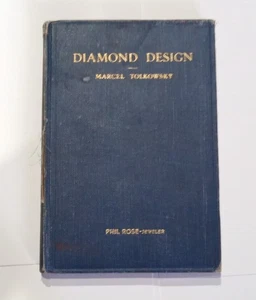 DIAMOND DESIGN
MARCEL TOLKOWSKY
PHIL ROSE-JEWELER